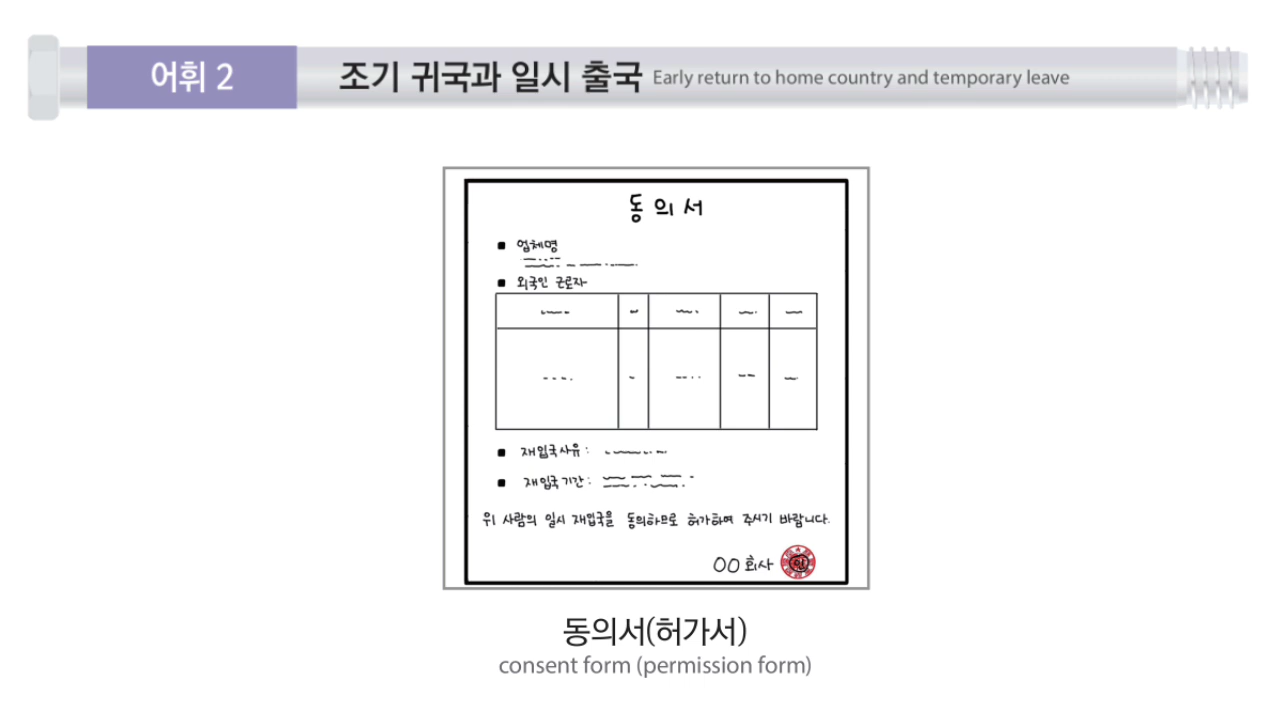 어휘 2
조기 귀국과 일시 출국 Early return to home country and temporary leave
동의서
■ 업체명
■ 외국인 근로자
■ 재입국사유 :
■ 재입국기간 :
위 사람의 일시 재입국을 동의하므로 허가하여 주시기 바랍니다.
○○ 회사 인
동의서(허가서)
consent form (permission form)